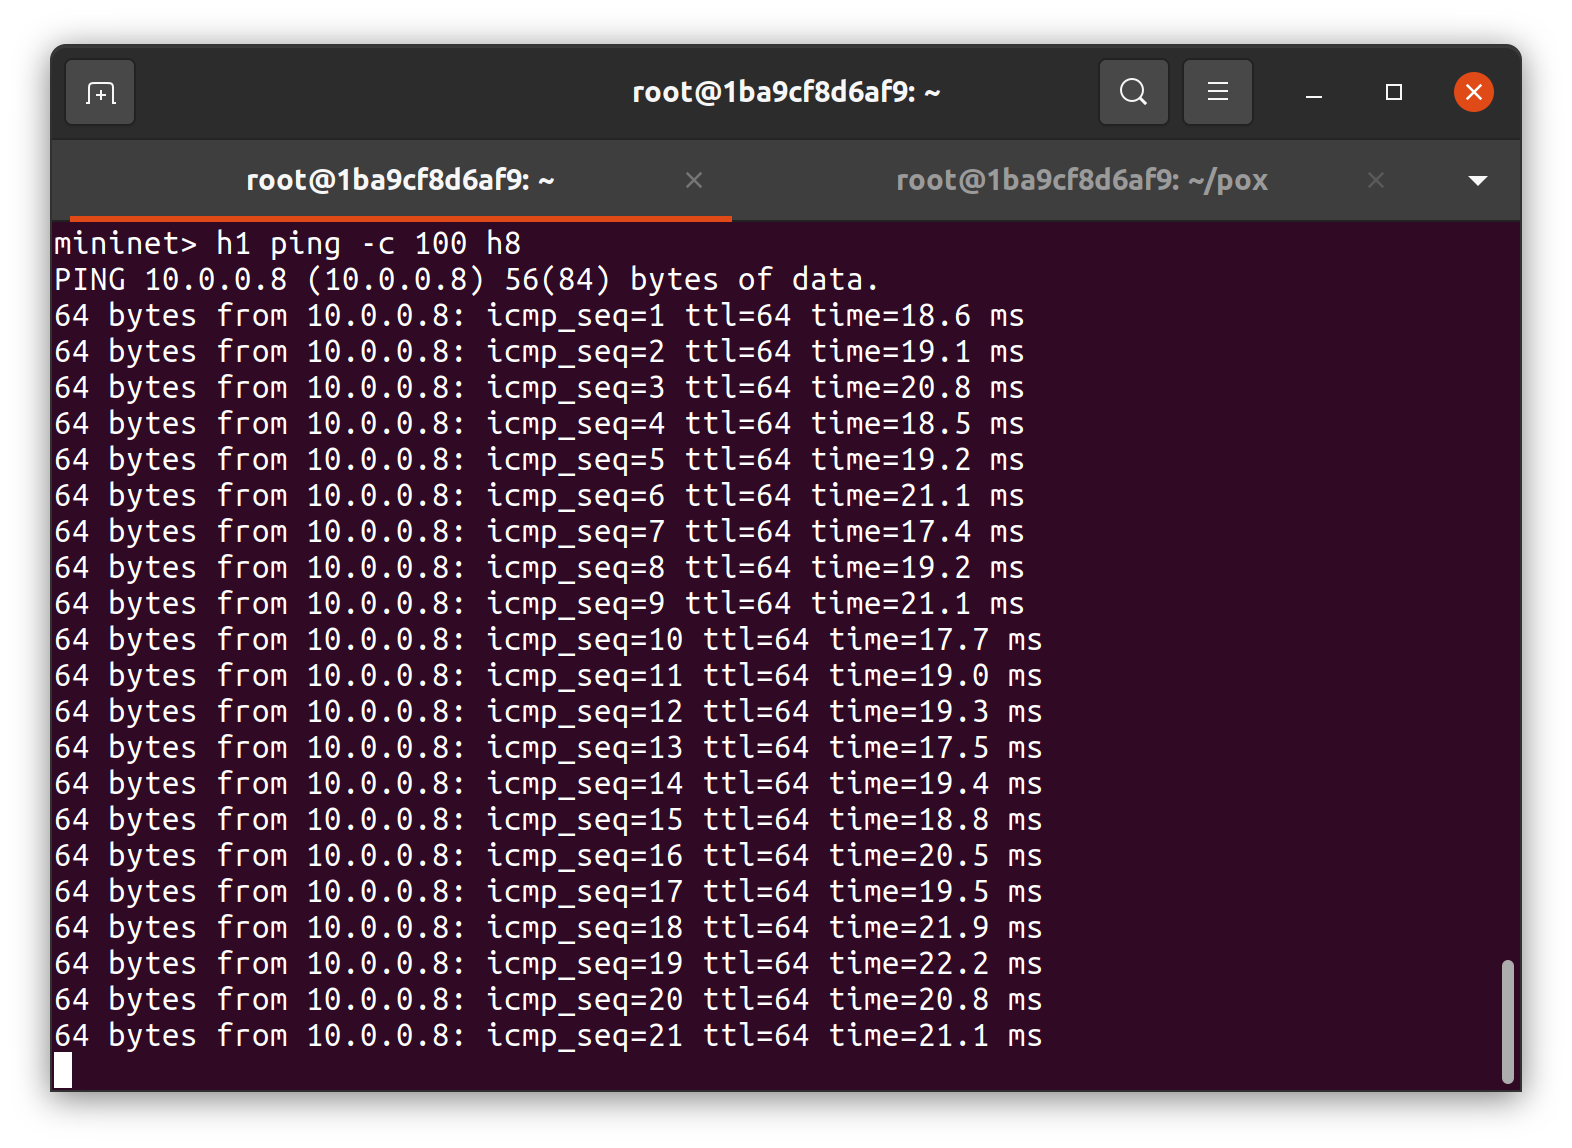 root@1ba9cf8d6af9: ~
root@1ba9cf8d6af9: ~
root@1ba9cf8d6af9: ~/pox
mininet> h1 ping -c 100 h8
PING 10.0.0.8 (10.0.0.8) 56(84) bytes of data.
64 bytes from 10.0.0.8: icmp_seq=1 ttl=64 time=18.6 ms
64 bytes from 10.0.0.8: icmp_seq=2 ttl=64 time=19.1 ms
64 bytes from 10.0.0.8: icmp_seq=3 ttl=64 time=20.8 ms
64 bytes from 10.0.0.8: icmp_seq=4 ttl=64 time=18.5 ms
64 bytes from 10.0.0.8: icmp_seq=5 ttl=64 time=19.2 ms
64 bytes from 10.0.0.8: icmp_seq=6 ttl=64 time=21.1 ms
64 bytes from 10.0.0.8: icmp_seq=7 ttl=64 time=17.4 ms
64 bytes from 10.0.0.8: icmp_seq=8 ttl=64 time=19.2 ms
64 bytes from 10.0.0.8: icmp_seq=9 ttl=64 time=21.1 ms
64 bytes from 10.0.0.8: icmp_seq=10 ttl=64 time=17.7 ms
64 bytes from 10.0.0.8: icmp_seq=11 ttl=64 time=19.0 ms
64 bytes from 10.0.0.8: icmp_seq=12 ttl=64 time=19.3 ms
64 bytes from 10.0.0.8: icmp_seq=13 ttl=64 time=17.5 ms
64 bytes from 10.0.0.8: icmp_seq=14 ttl=64 time=19.4 ms
64 bytes from 10.0.0.8: icmp_seq=15 ttl=64 time=18.8 ms
64 bytes from 10.0.0.8: icmp_seq=16 ttl=64 time=20.5 ms
64 bytes from 10.0.0.8: icmp_seq=17 ttl=64 time=19.5 ms
64 bytes from 10.0.0.8: icmp_seq=18 ttl=64 time=21.9 ms
64 bytes from 10.0.0.8: icmp_seq=19 ttl=64 time=22.2 ms
64 bytes from 10.0.0.8: icmp_seq=20 ttl=64 time=20.8 ms
64 bytes from 10.0.0.8: icmp_seq=21 ttl=64 time=21.1 ms